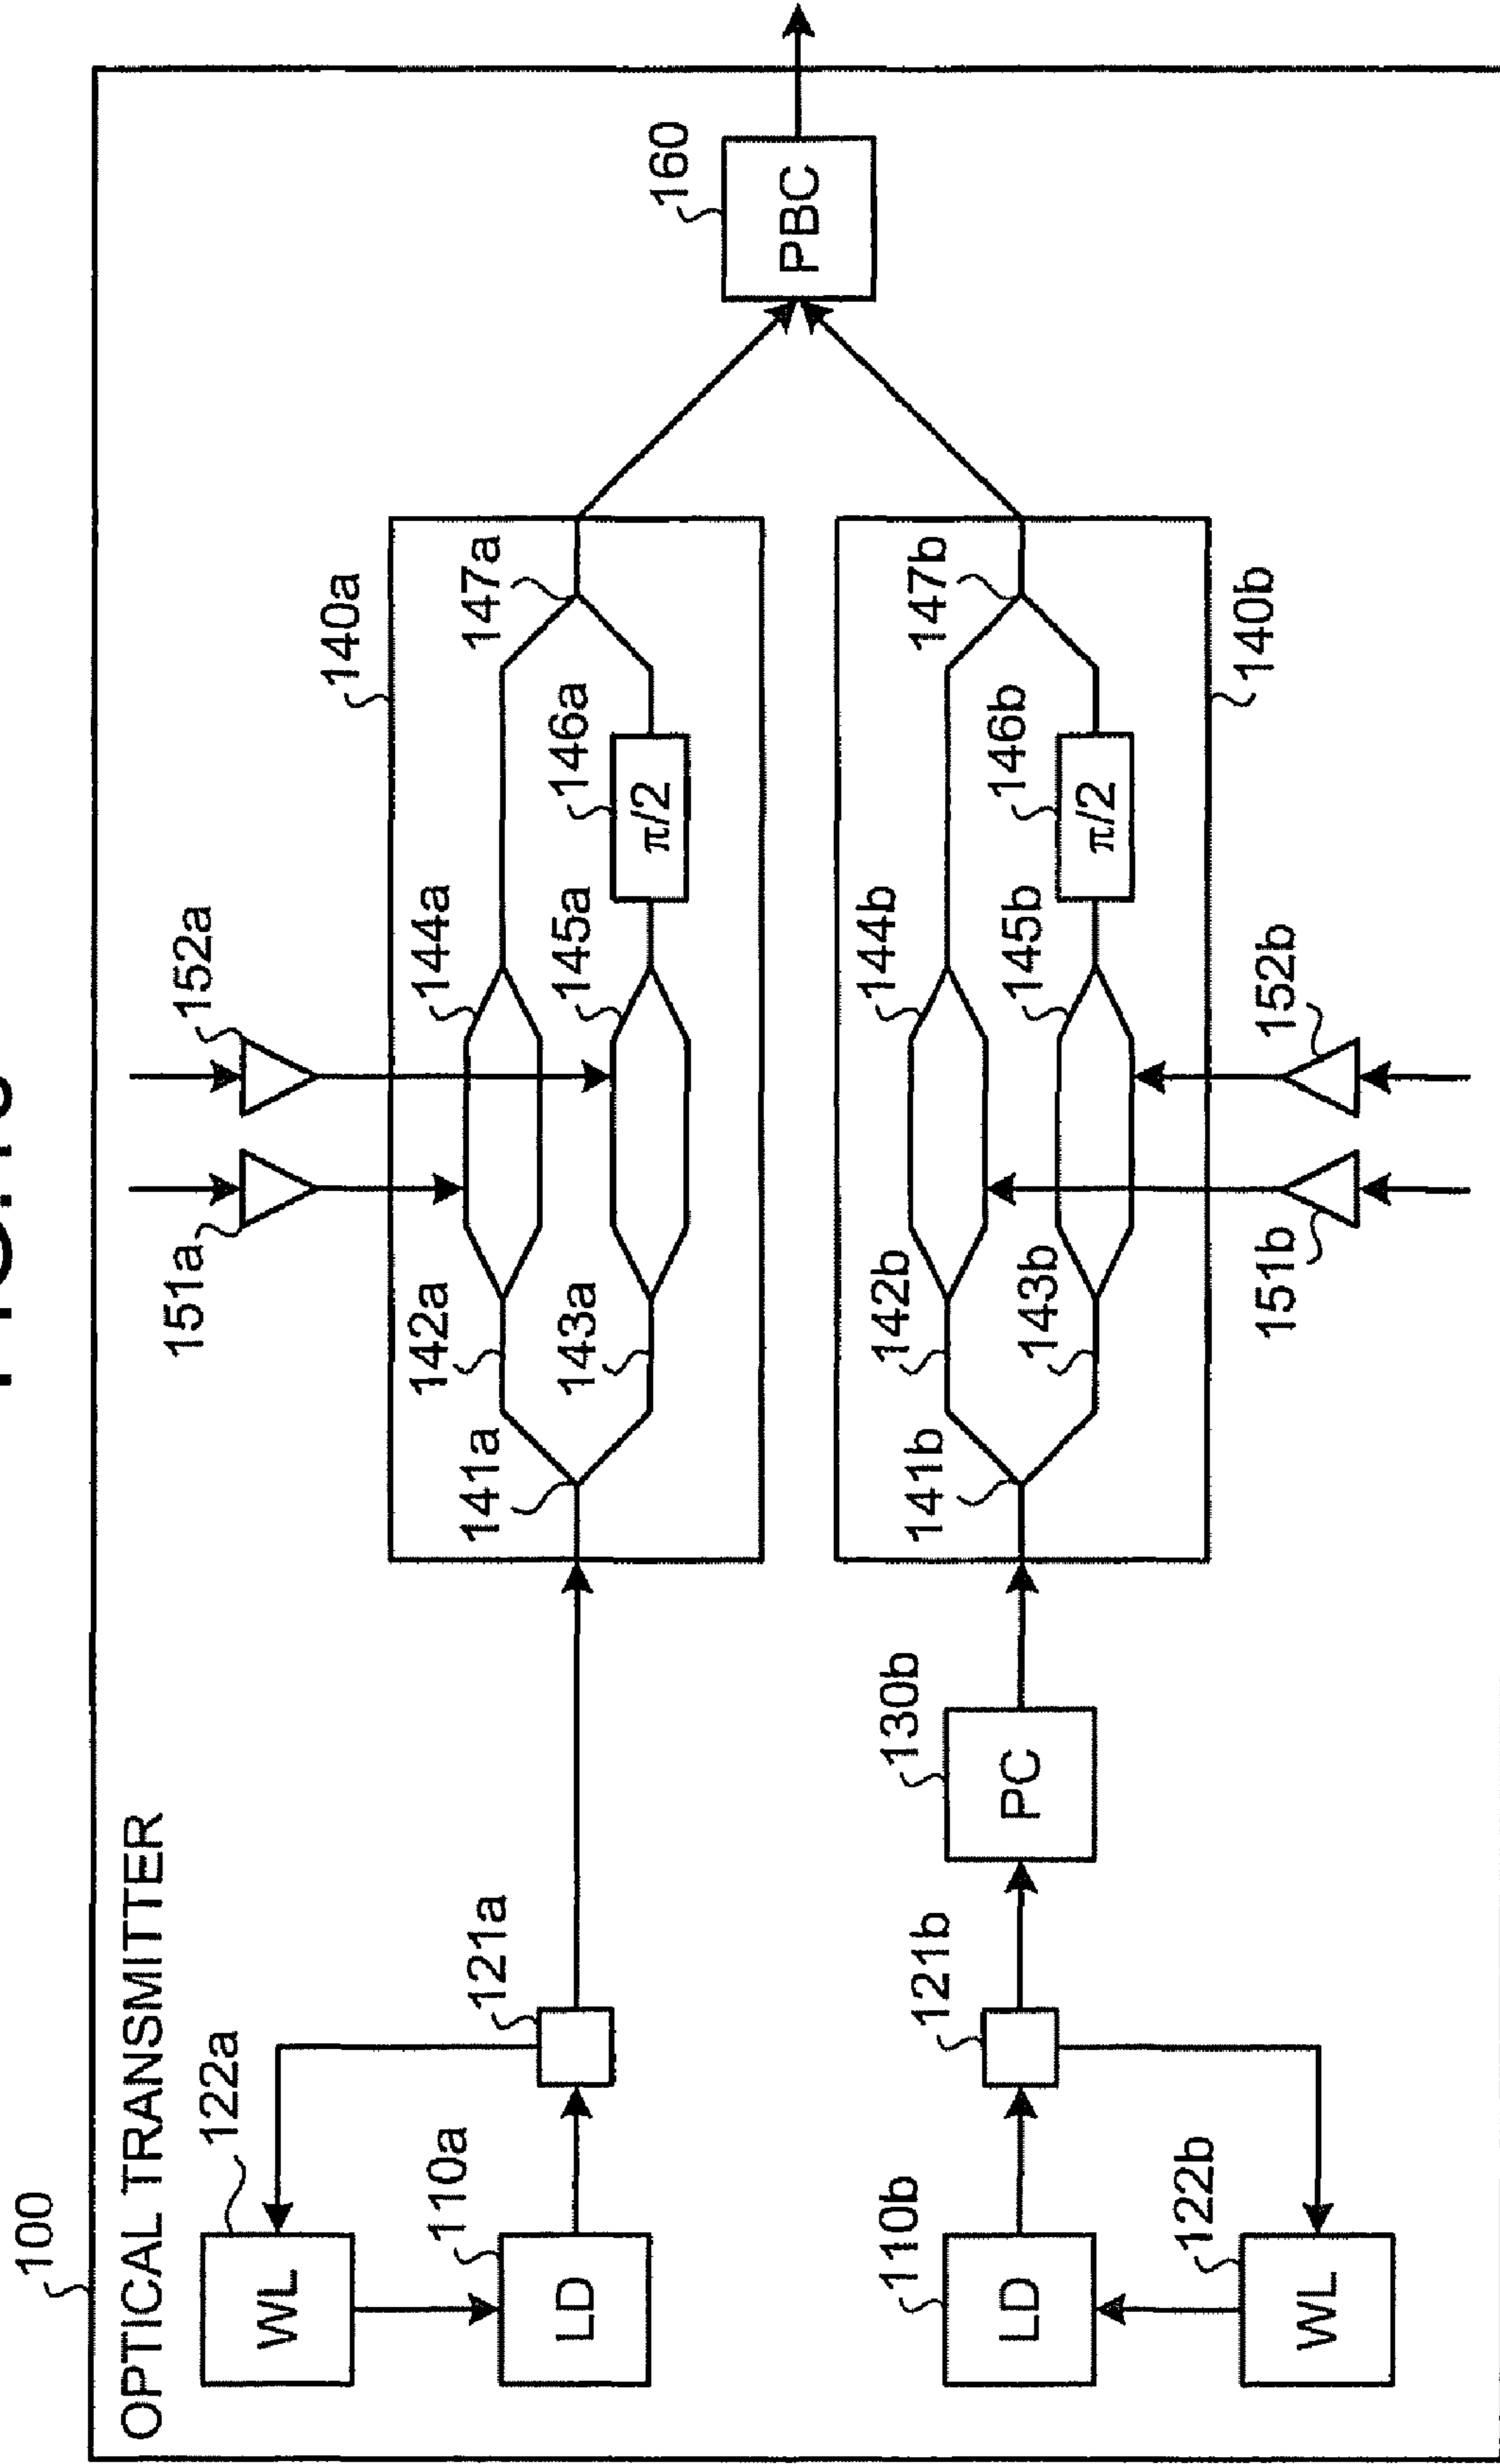 100
OPTICAL TRANSMITTER
122a
WL
110a
LD
121a
151a
152a
140a
141a
142a
143a
144a
145a
146a
π/2
147a
160
PBC
110b
LD
122b
WL
121b
130b
PC
140b
141b
142b
143b
144b
145b
146b
π/2
147b
151b
152b